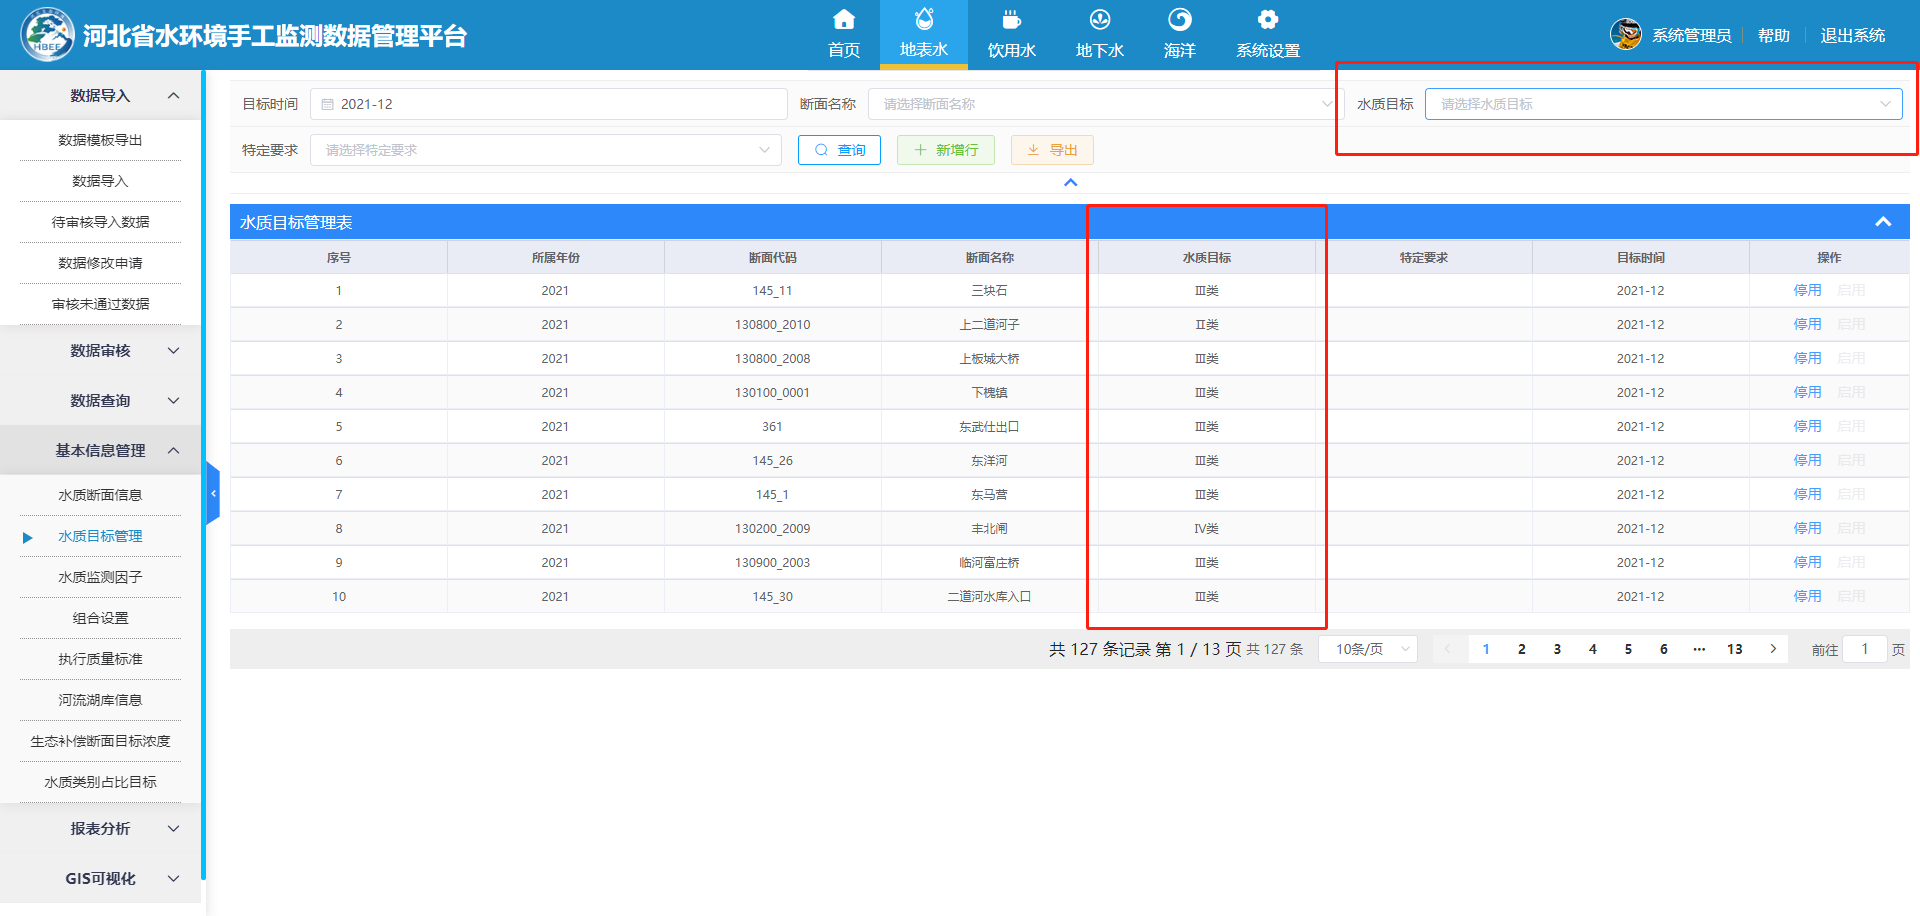 HBEE
河北省水环境手工监测数据管理平台
首页 地表水 饮用水 地下水 海洋 系统设置
系统管理员 帮助 退出系统
数据导入
数据模板导出
数据导入
待审核导入数据
数据修改申请
审核未通过数据
数据审核
数据查询
基本信息管理
水质断面信息
水质目标管理
水质监测因子
组合设置
执行质量标准
河流湖库信息
生态补偿断面目标浓度
水质类别占比目标
报表分析
GIS可视化
目标时间 2021-12 断面名称 请选择断面名称 水质目标 请选择水质目标
特定要求 请选择特定要求 查询 新增行 导出
水质目标管理表
序号 所属年份 断面代码 断面名称 水质目标 特定要求 目标时间 操作
1 2021 145_11 三块石 Ⅲ类 2021-12 停用 启用
2 2021 130800_2010 上二道河子 Ⅱ类 2021-12 停用 启用
3 2021 130800_2008 上板城大桥 Ⅲ类 2021-12 停用 启用
4 2021 130100_0001 下槐镇 Ⅲ类 2021-12 停用 启用
5 2021 361 东武仕出口 Ⅲ类 2021-12 停用 启用
6 2021 145_26 东洋河 Ⅲ类 2021-12 停用 启用
7 2021 145_1 东马营 Ⅲ类 2021-12 停用 启用
8 2021 130200_2009 丰北闸 Ⅳ类 2021-12 停用 启用
9 2021 130900_2003 临河富庄桥 Ⅲ类 2021-12 停用 启用
10 2021 145_30 二道河水库入口 Ⅲ类 2021-12 停用 启用
共 127 条记录 第 1 / 13 页 共 127 条 10条/页 1 2 3 4 5 6 ··· 13 前往 1 页